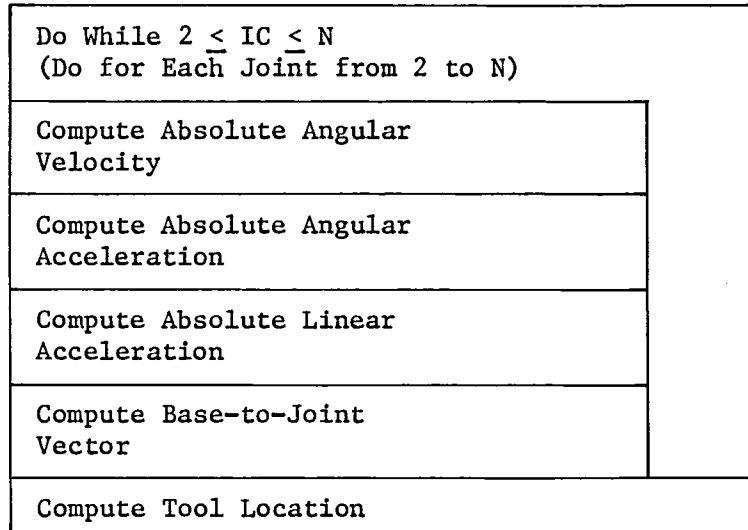 Do While 2 ≤ IC ≤ N
(Do for Each Joint from 2 to N)
Compute Absolute Angular
Velocity
Compute Absolute Angular
Acceleration
Compute Absolute Linear
Acceleration
Compute Base-to-Joint
Vector
Compute Tool Location